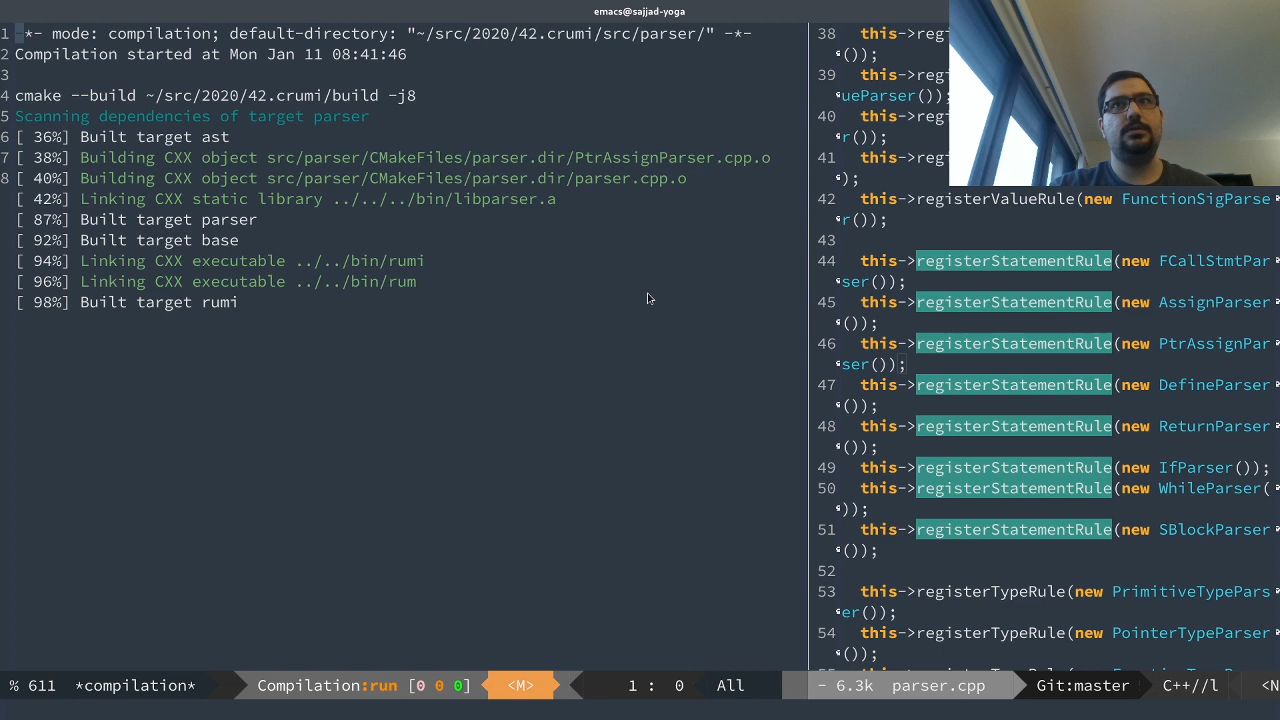 emacs@sajjad-yoga
1 -*- mode: compilation; default-directory: "~/src/2020/42.crumi/src/parser/" -*-
2 Compilation started at Mon Jan 11 08:41:46
3
4 cmake --build ~/src/2020/42.crumi/build -j8
5 Scanning dependencies of target parser
6 [ 36%] Built target ast
7 [ 38%] Building CXX object src/parser/CMakeFiles/parser.dir/PtrAssignParser.cpp.o
8 [ 40%] Building CXX object src/parser/CMakeFiles/parser.dir/parser.cpp.o
[ 42%] Linking CXX static library ../../../bin/libparser.a
[ 87%] Built target parser
[ 92%] Built target base
[ 94%] Linking CXX executable ../../bin/rumi
[ 96%] Linking CXX executable ../../bin/rum
[ 98%] Built target rumi
38 this->reg
());
39 this->reg
ueParser());
40 this->reg
r());
41 this->reg
);
42 this->registerValueRule(new FunctionSigParse
r());
43
44 this->registerStatementRule(new FCallStmtPar
ser());
45 this->registerStatementRule(new AssignParser
());
46 this->registerStatementRule(new PtrAssignPar
ser());
47 this->registerStatementRule(new DefineParser
());
48 this->registerStatementRule(new ReturnParser
());
49 this->registerStatementRule(new IfParser());
50 this->registerStatementRule(new WhileParser(
));
51 this->registerStatementRule(new SBlockParser
());
52
53 this->registerTypeRule(new PrimitiveTypePars
er());
54 this->registerTypeRule(new PointerTypeParser
());
% 611 *compilation* Compilation:run [0 0 0] <M> 1 : 0 All
- 6.3k parser.cpp Git:master C++//l <N